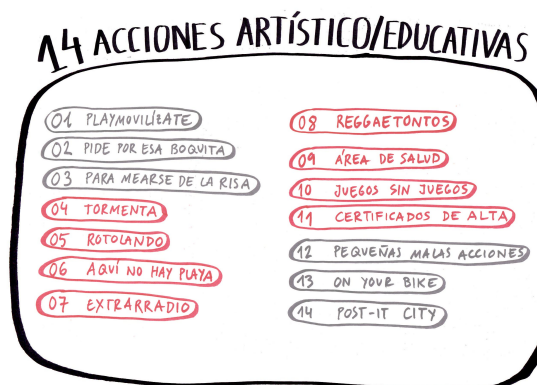 14 ACCIONES ARTÍSTICO/EDUCATIVAS
01 PLAYMOVILÍZATE
02 PIDE POR ESA BOQUITA
03 PARA MEARSE DE LA RISA
04 TORMENTA
05 ROTOLANDO
06 AQUÍ NO HAY PLAYA
07 EXTRARRADIO
08 REGGAETONTOS
09 ÁREA DE SALUD
10 JUEGOS SIN JUEGOS
11 CERTIFICADOS DE ALTA
12 PEQUEÑAS MALAS ACCIONES
13 ON YOUR BIKE
14 POST-IT CITY